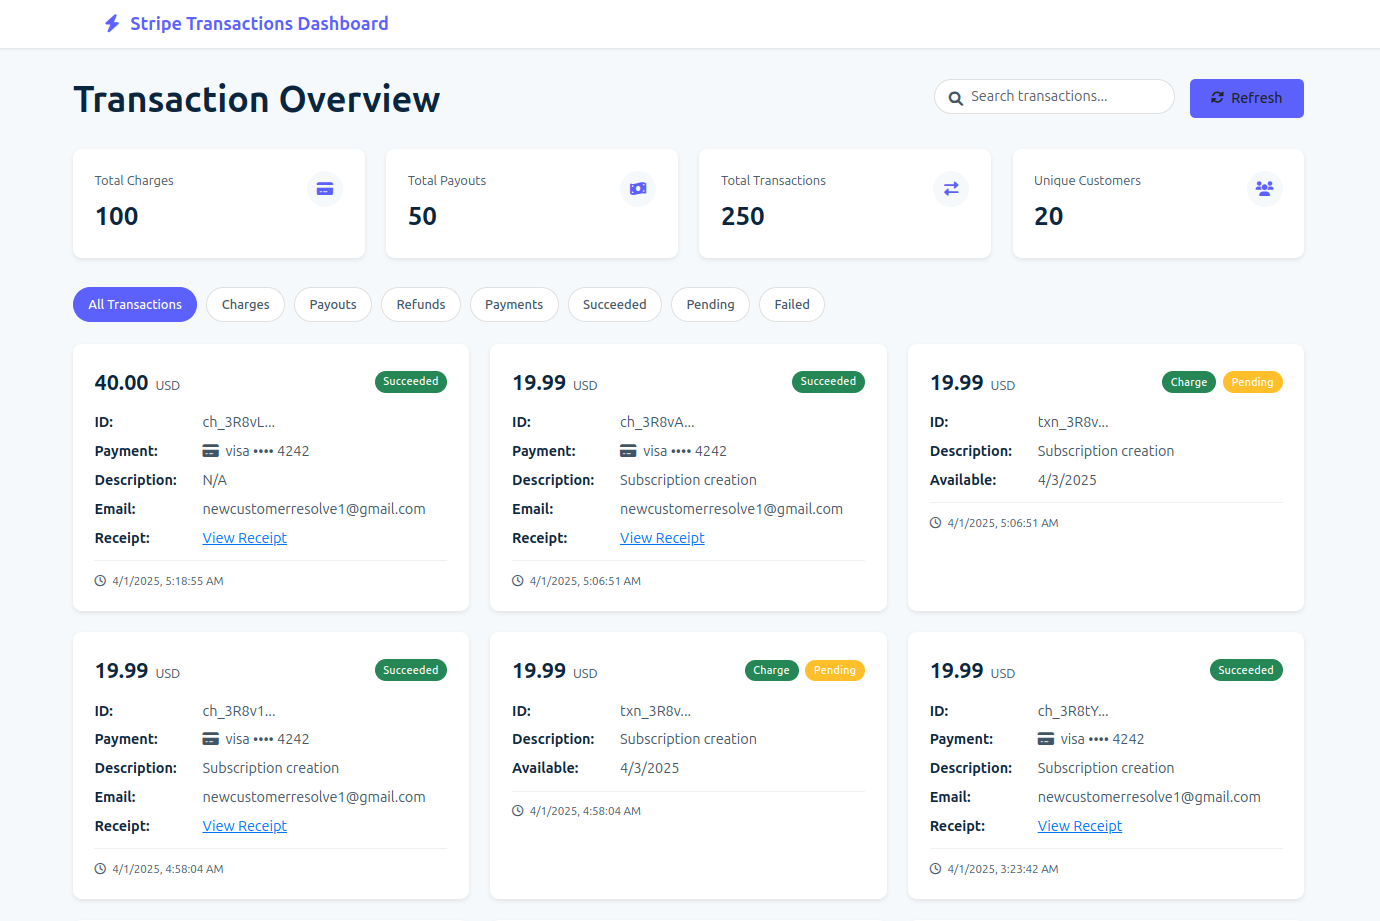 Stripe Transactions Dashboard
Transaction Overview
Search transactions...
Refresh
Total Charges
100
Total Payouts
50
Total Transactions
250
Unique Customers
20
All Transactions
Charges
Payouts
Refunds
Payments
Succeeded
Pending
Failed
40.00 USD Succeeded
ID: ch_3R8vL...
Payment: visa •••• 4242
Description: N/A
Email: newcustomerresolve1@gmail.com
Receipt: View Receipt
4/1/2025, 5:18:55 AM
19.99 USD Succeeded
ID: ch_3R8vA...
Payment: visa •••• 4242
Description: Subscription creation
Email: newcustomerresolve1@gmail.com
Receipt: View Receipt
4/1/2025, 5:06:51 AM
19.99 USD Charge Pending
ID: txn_3R8v...
Description: Subscription creation
Available: 4/3/2025
4/1/2025, 5:06:51 AM
19.99 USD Succeeded
ID: ch_3R8v1...
Payment: visa •••• 4242
Description: Subscription creation
Email: newcustomerresolve1@gmail.com
Receipt: View Receipt
4/1/2025, 4:58:04 AM
19.99 USD Charge Pending
ID: txn_3R8v...
Description: Subscription creation
Available: 4/3/2025
4/1/2025, 4:58:04 AM
19.99 USD Succeeded
ID: ch_3R8tY...
Payment: visa •••• 4242
Description: Subscription creation
Email: newcustomerresolve1@gmail.com
Receipt: View Receipt
4/1/2025, 3:23:42 AM